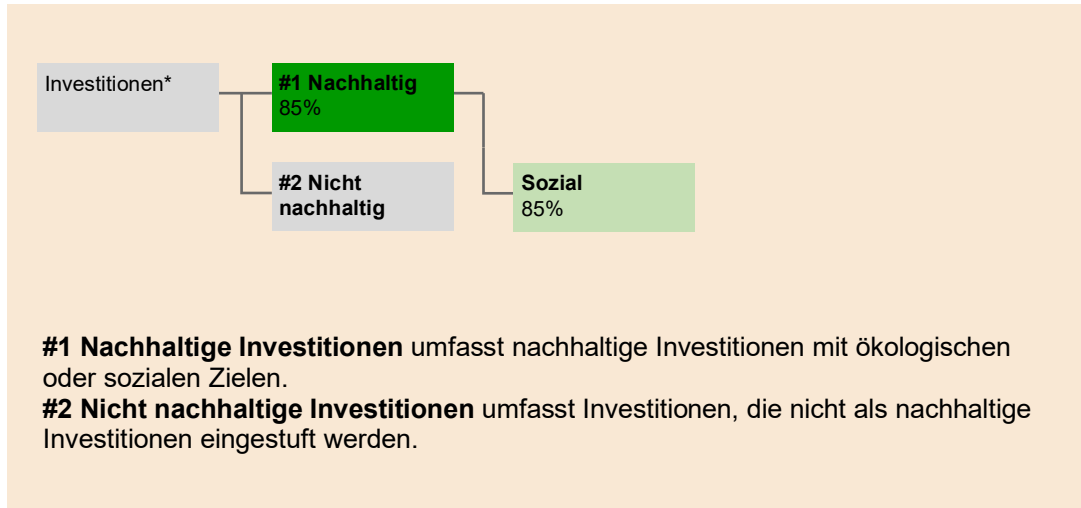 Investitionen*
#1 Nachhaltig
85%
#2 Nicht
nachhaltig
Sozial
85%
#1 Nachhaltige Investitionen umfasst nachhaltige Investitionen mit ökologischen
oder sozialen Zielen.
#2 Nicht nachhaltige Investitionen umfasst Investitionen, die nicht als nachhaltige
Investitionen eingestuft werden.